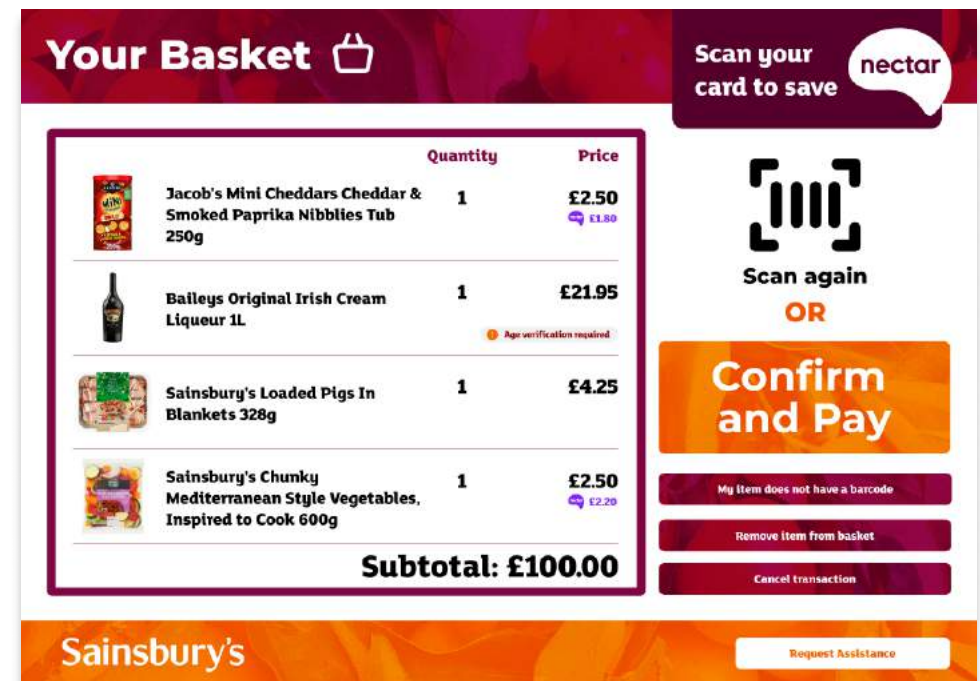 Your Basket
Scan your
card to save
nectar
Quantity Price
Jacob's Mini Cheddars Cheddar & 1 £2.50
Smoked Paprika Nibblies Tub £1.80
250g
Baileys Original Irish Cream 1 £21.95
Liqueur 1L
Age verification required
Sainsbury's Loaded Pigs In 1 £4.25
Blankets 328g
Sainsbury's Chunky 1 £2.50
Mediterranean Style Vegetables, £2.20
Inspired to Cook 600g
Subtotal: £100.00
Scan again
OR
Confirm
and Pay
My item does not have a barcode
Remove item from basket
Cancel transaction
Sainsbury's
Request Assistance